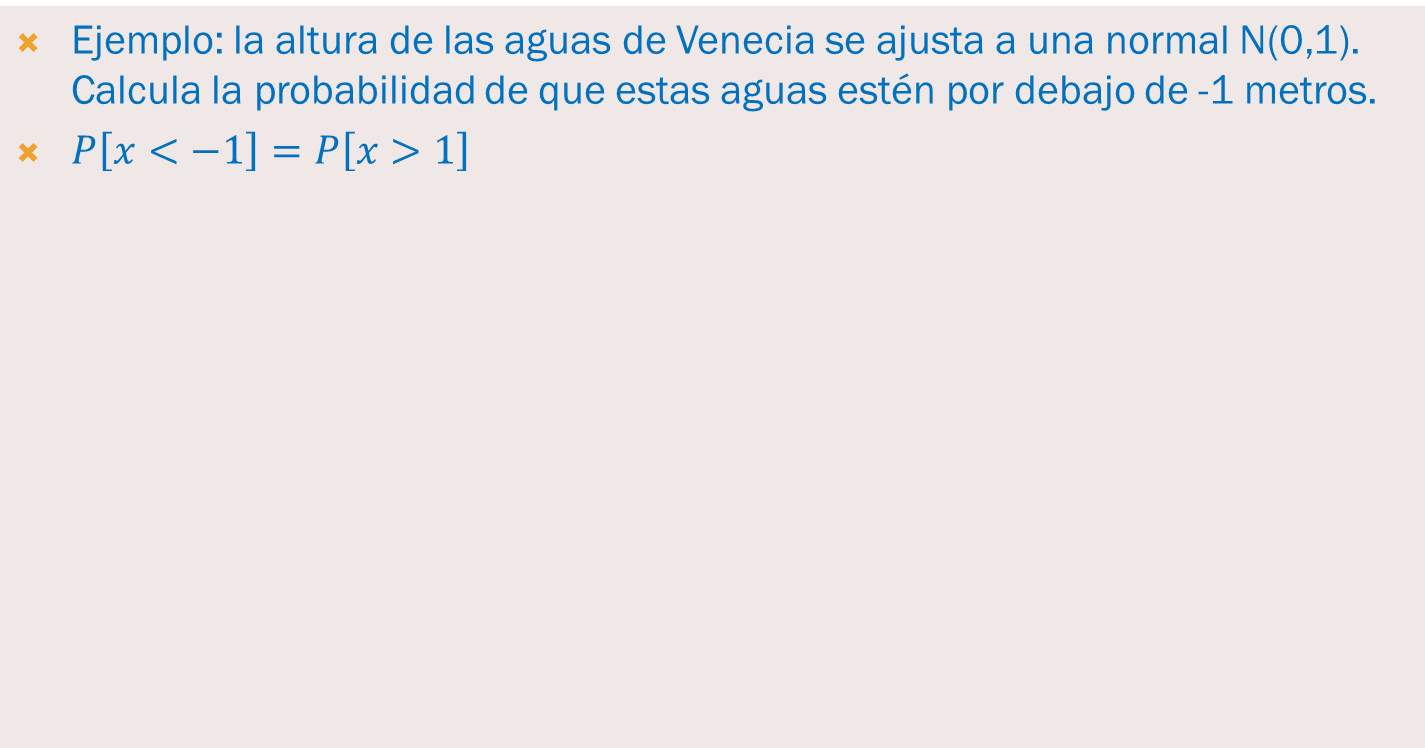 Ejemplo: la altura de las aguas de Venecia se ajusta a una normal N(0,1).
Calcula la probabilidad de que estas aguas estén por debajo de -1 metros.
P[x < −1] = P[x > 1]